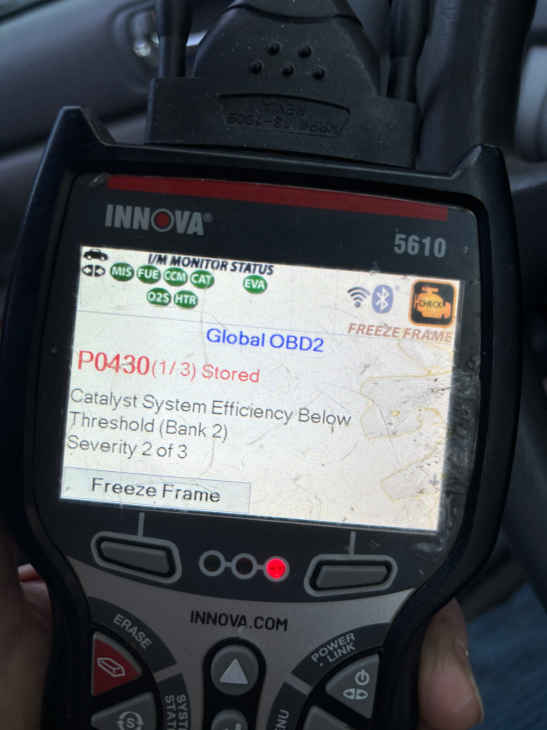 INNOVA®
5610
I/M MONITOR STATUS
MIS FUE CCM CAT EVA
O2S HTR
CHECK
FREEZE FRAME
Global OBD2
P0430(1/3) Stored
Catalyst System Efficiency Below
Threshold (Bank 2)
Severity 2 of 3
Freeze Frame
INNOVA.COM
ERASE
POWER
LINK